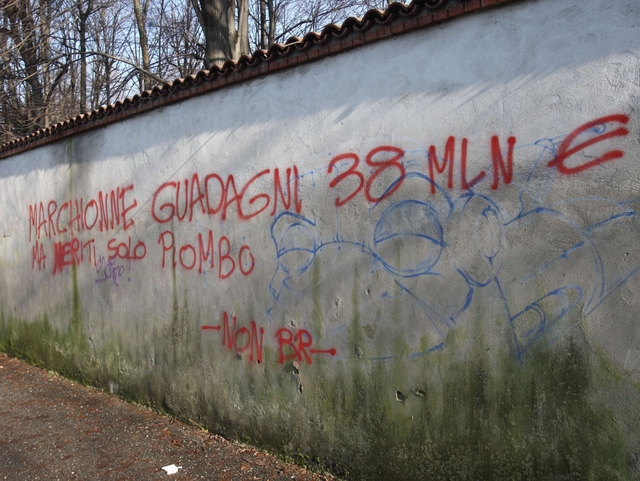 MARCHIONNE GUADAGNI 38 MLN €
MA MERITI SOLO PIOMBO
-NON BR-